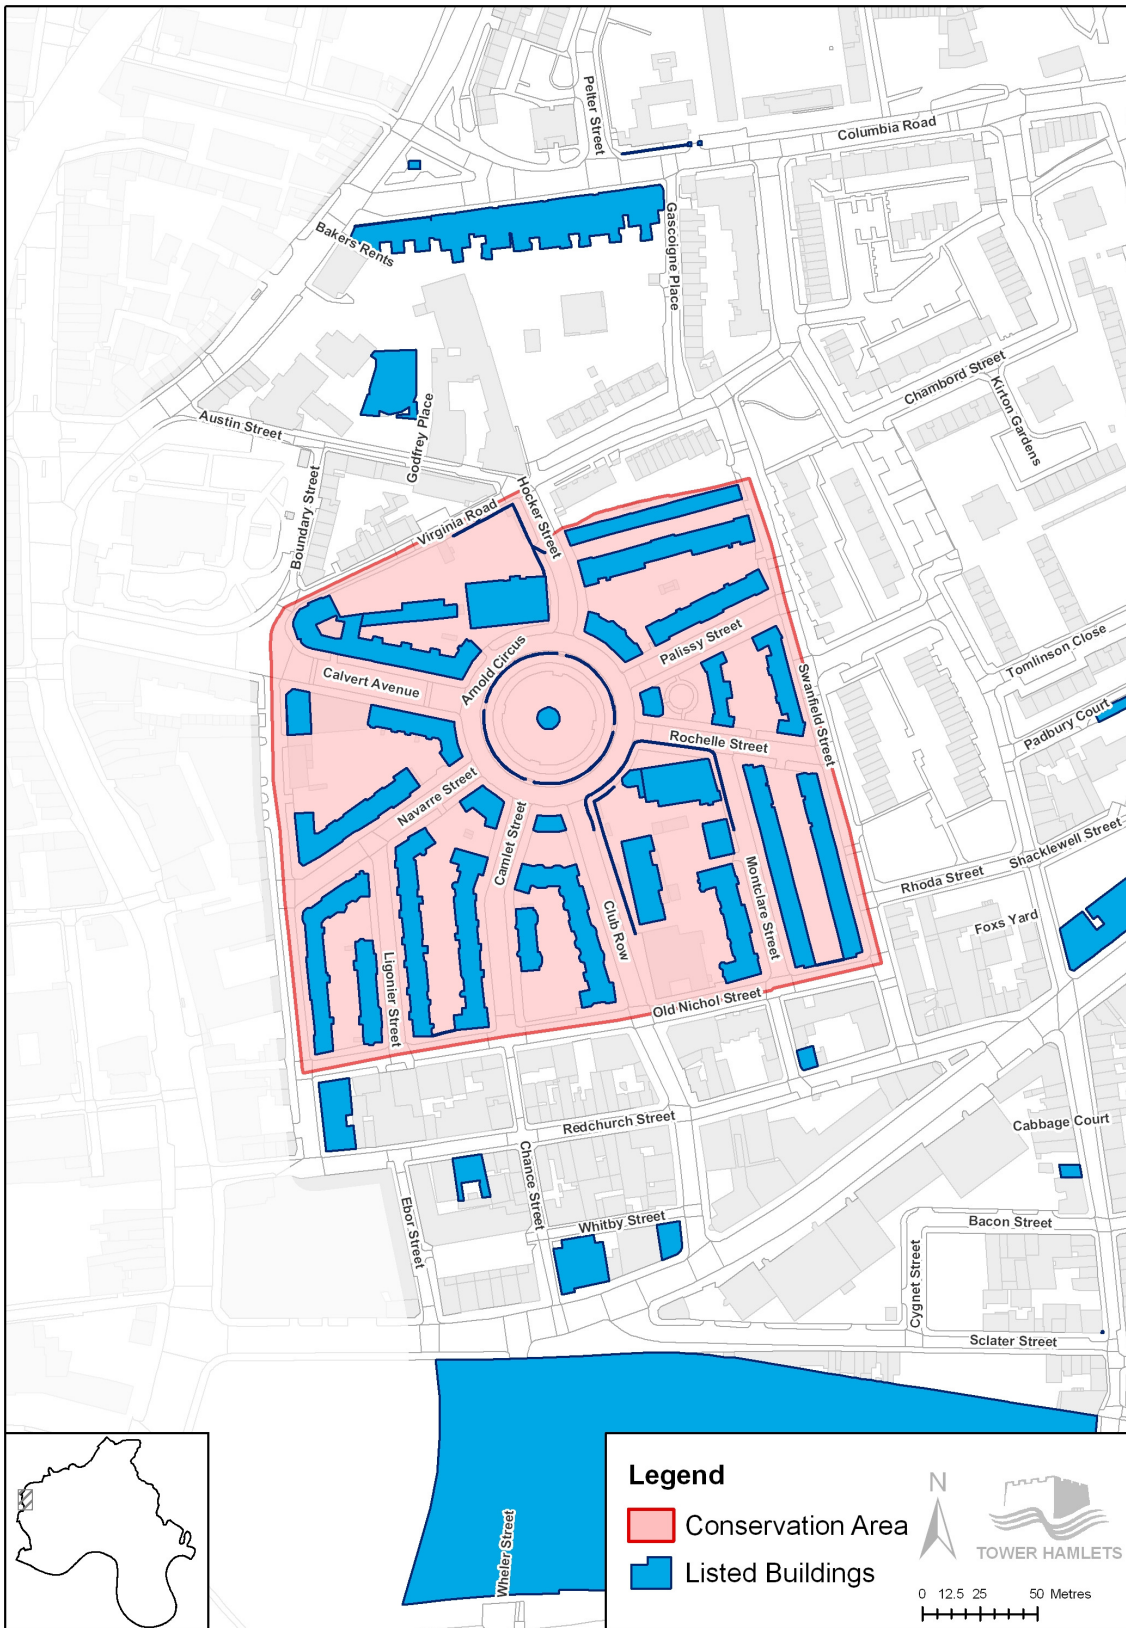 Pelter Street
Columbia Road
Bakers Rents
Gascoigne Place
Chambord Street
Kirton Gardens
Austin Street
Godfrey Place
Boundary Street
Virginia Road
Hocker Street
Palissy Street
Arnold Circus
Calvert Avenue
Swanfield Street
Tomlinson Close
Padbury Court
Rochelle Street
Navarre Street
Camlet Street
Shacklewell Street
Rhoda Street
Montclare Street
Foxs Yard
Club Row
Ligonier Street
Old Nichol Street
Redchurch Street
Cabbage Court
Chance Street
Ebor Street
Whitby Street
Bacon Street
Cygnet Street
Sclater Street
Wheler Street
Legend
Conservation Area
Listed Buildings
N
TOWER HAMLETS
0 12.5 25 50 Metres